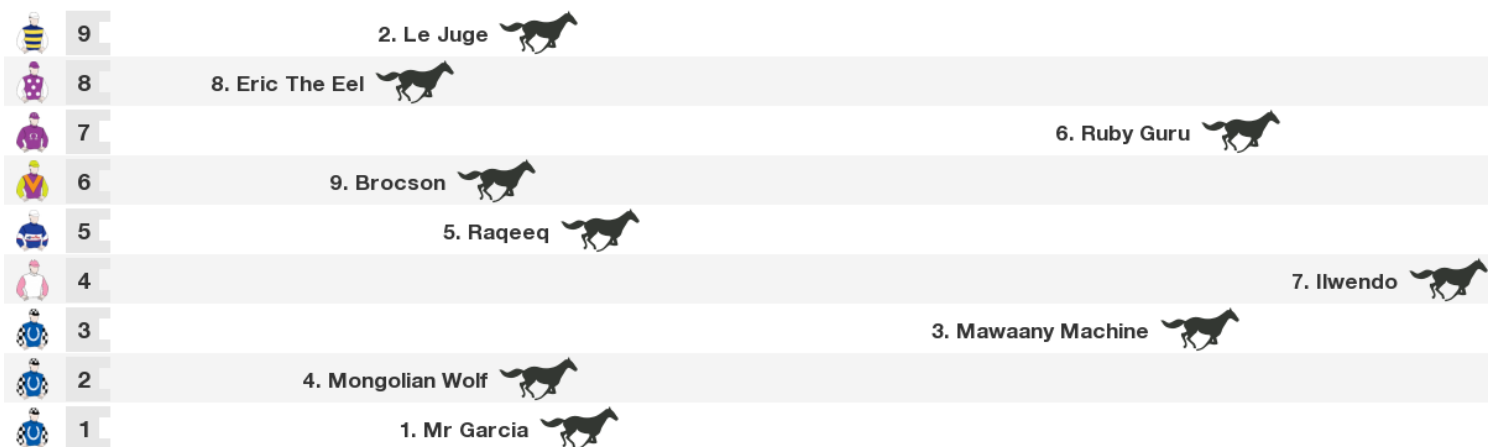 9 2. Le Juge
8 8. Eric The Eel
7 6. Ruby Guru
6 9. Brocson
5 5. Raqeeq
4 7. Ilwendo
3 3. Mawaany Machine
2 4. Mongolian Wolf
1 1. Mr Garcia